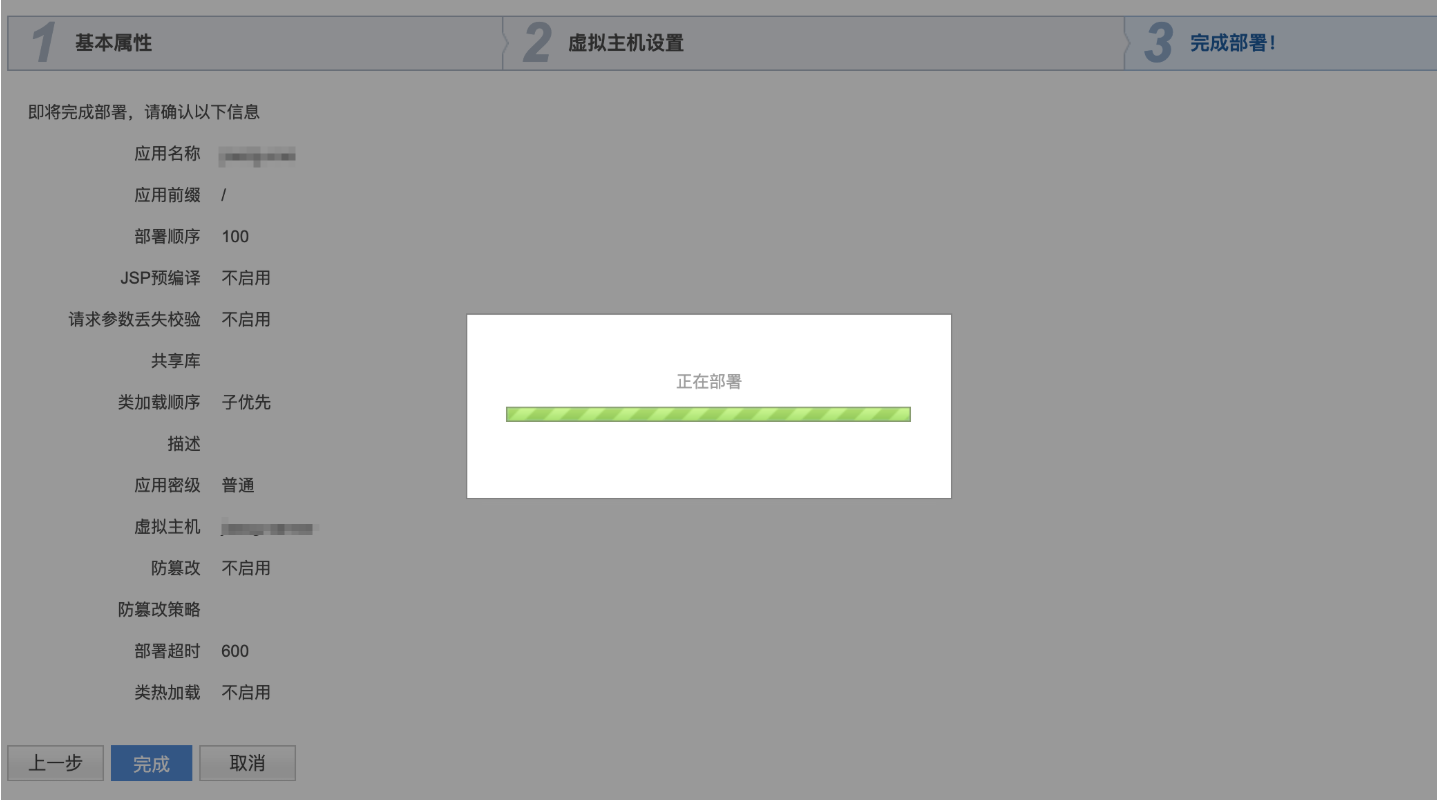 1 基本属性 2 虚拟主机设置 3 完成部署!
即将完成部署，请确认以下信息
应用名称
应用前缀 /
部署顺序 100
JSP预编译 不启用
请求参数丢失校验 不启用
共享库
类加载顺序 子优先
正在部署
描述
应用密级 普通
虚拟主机
防篡改 不启用
防篡改策略
部署超时 600
类热加载 不启用
上一步 完成 取消